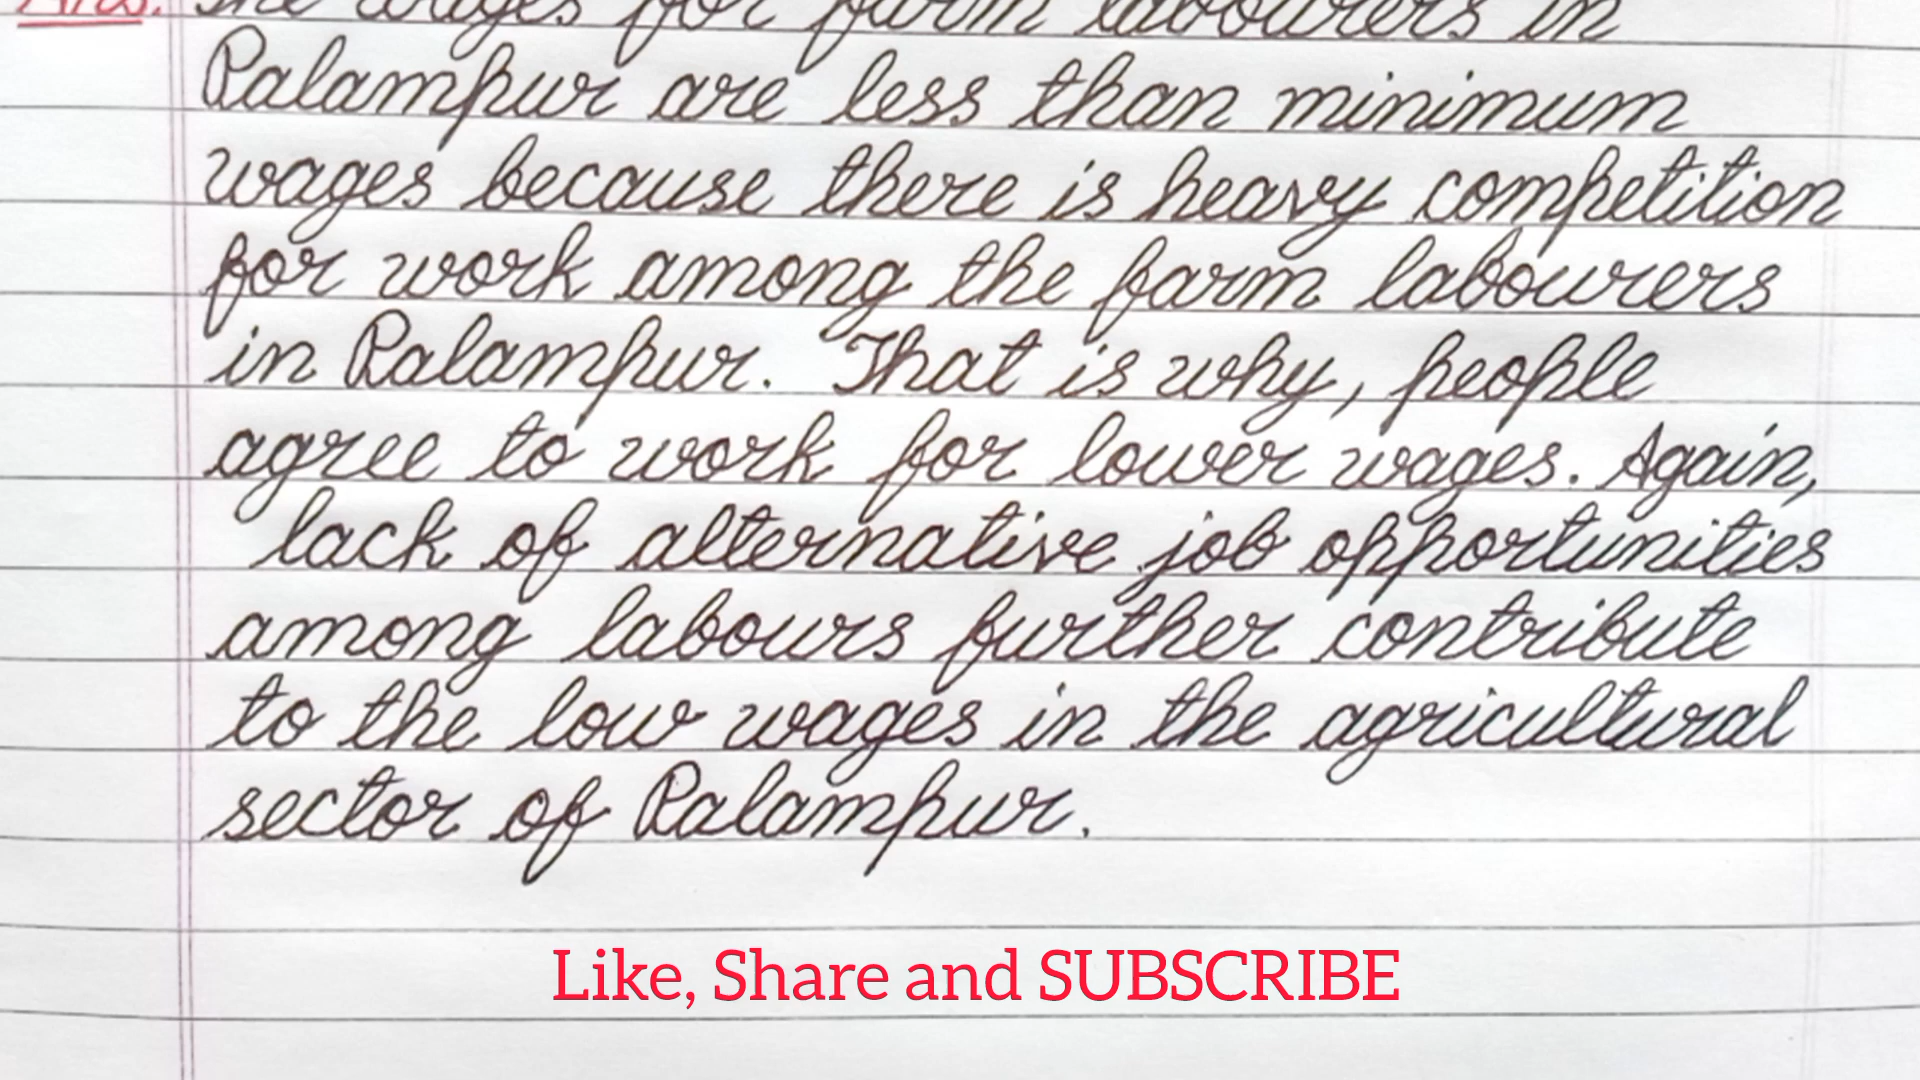 Ans. The wages for farm labourers in
Palampur are less than minimum
wages because there is heavy competition
for work among the farm labourers
in Palampur. That is why, people
agree to work for lower wages. Again,
lack of alternative job opportunities
among labours further contribute
to the low wages in the agricultural
sector of Palampur.
Like, Share and SUBSCRIBE